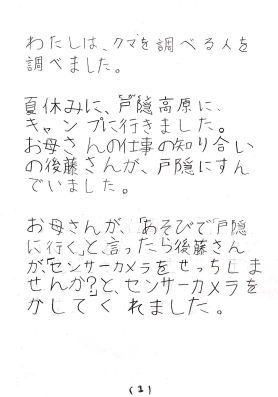 わたしは、クマを調べる人を
調べました。
夏休みに、戸隠高原に、
キャンプに行きました。
お母さんの仕事の知り合い
の後藤さんが、戸隠にすん
でいました。
お母さんが、「あそびで戸隠
に行く」と、言ったら後藤さん
が、「センサーカメラをせっちしま
せんか?」と、センサーカメラを
かしてくれました。
(1)